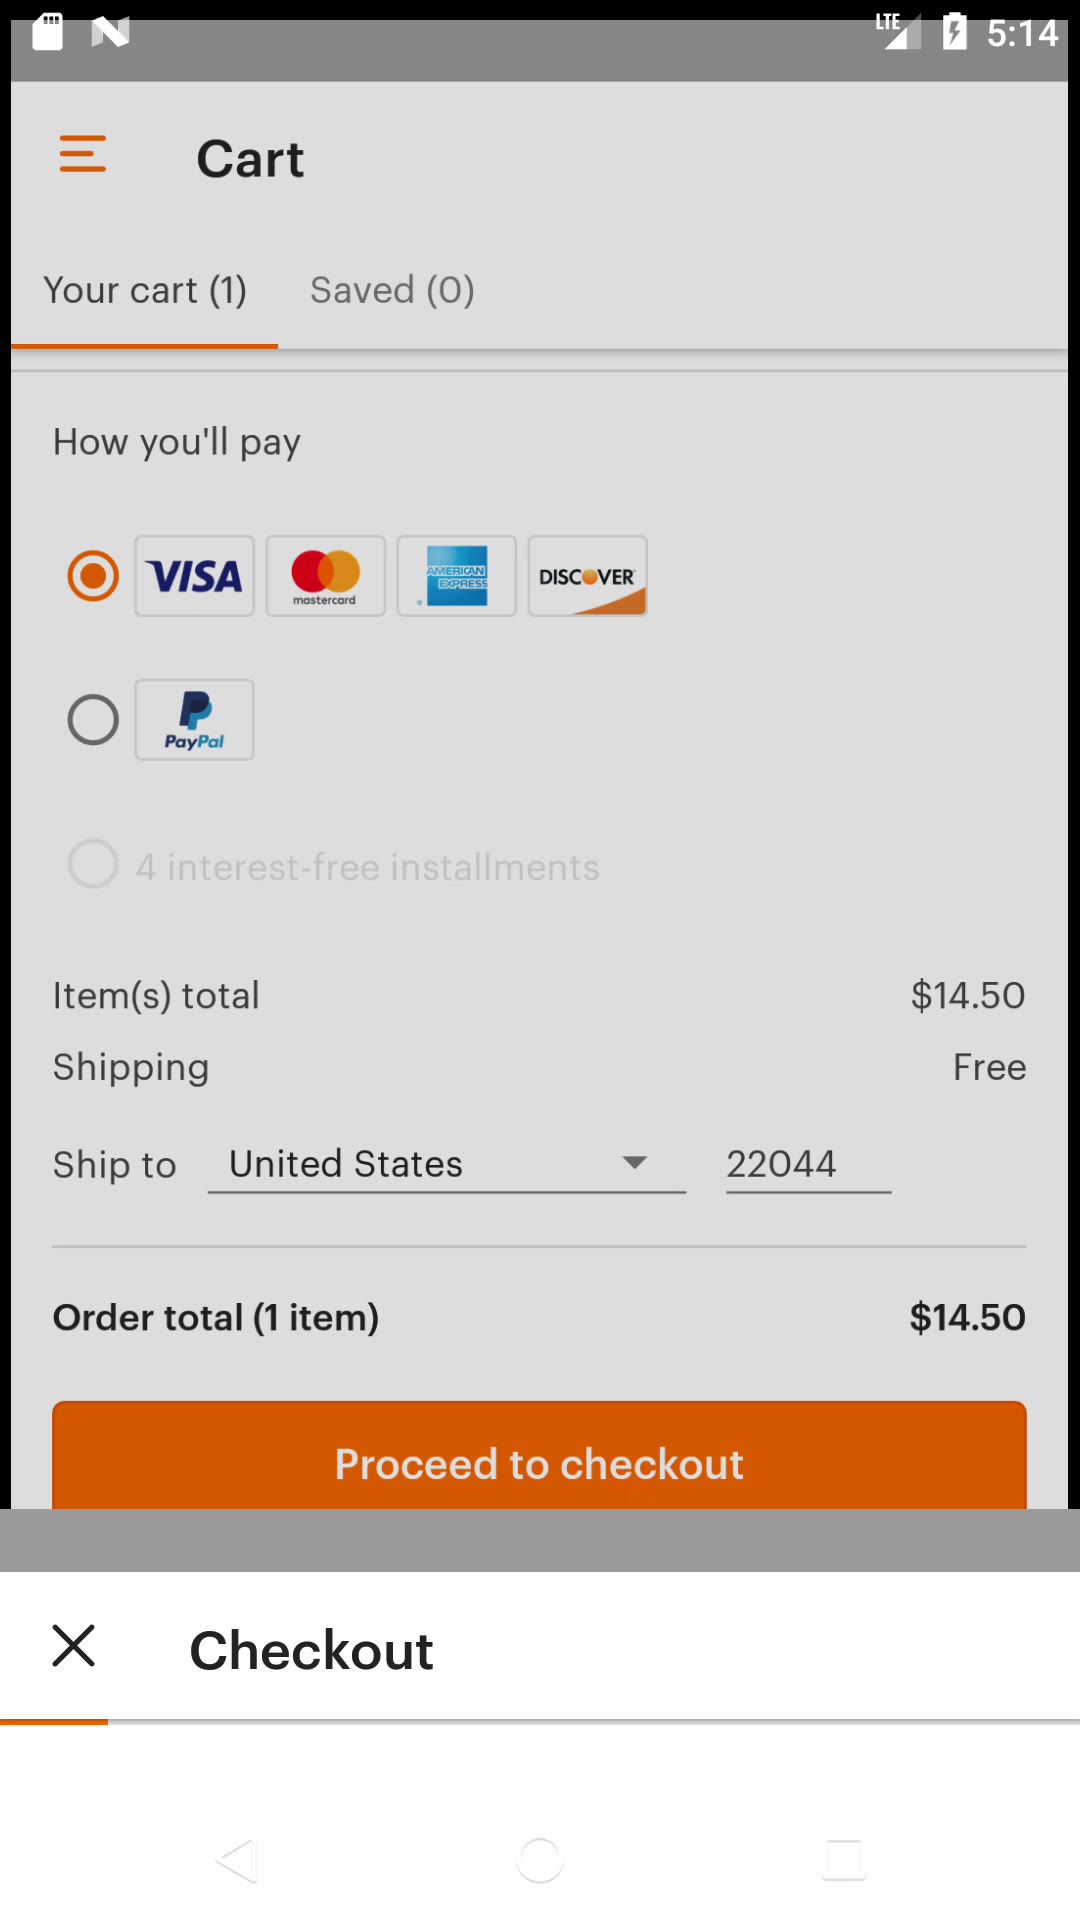 LTE 5:14
Cart
Your cart (1) Saved (0)
How you'll pay
VISA mastercard AMERICAN EXPRESS DISCOVER
PayPal
4 interest-free installments
Item(s) total $14.50
Shipping Free
Ship to United States 22044
Order total (1 item) $14.50
Proceed to checkout
Checkout